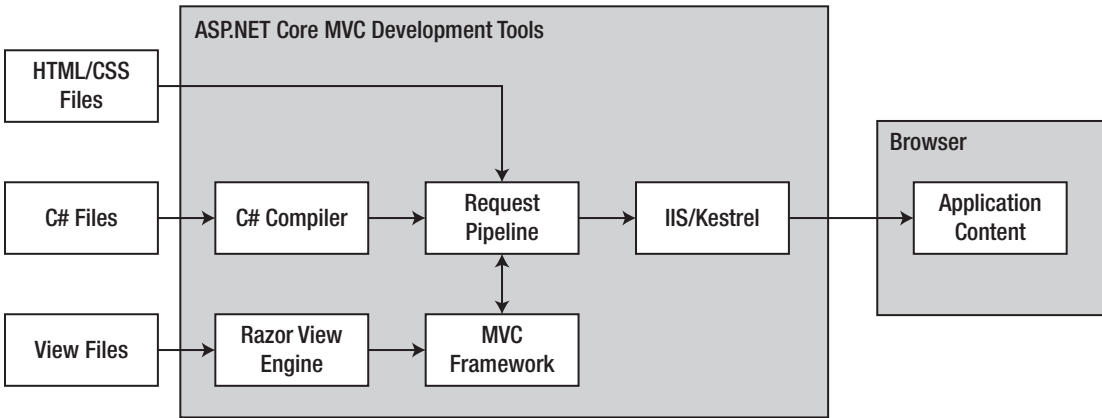 ASP.NET Core MVC Development Tools
HTML/CSS
Files
Browser
C# Files
C# Compiler
Request
Pipeline
IIS/Kestrel
Application
Content
View Files
Razor View
Engine
MVC
Framework